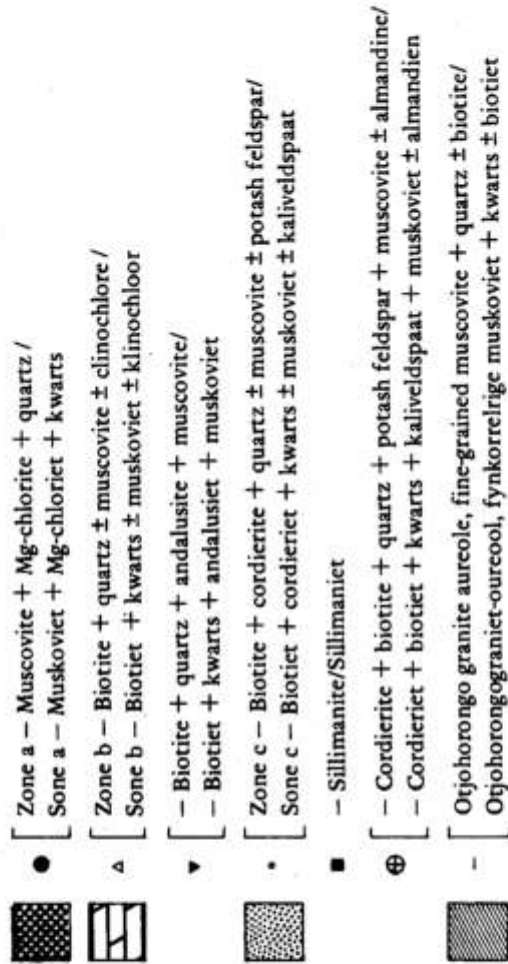 Zone a – Muscovite + Mg-chlorite + quartz /
Sone a – Muskoviet + Mg-chloriet + kwarts
Zone b – Biotite + quartz ± muscovite ± clinochlore /
Sone b – Biotiet + kwarts ± muskoviet ± klinochloor
– Biotite + quartz + andalusite + muscovite/
– Biotiet + kwarts + andalusiet + muskoviet
Zone c – Biotite + cordierite + quartz ± muscovite ± potash feldspar/
Sone c – Biotiet + cordieriet + kwarts ± muskoviet ± kaliveldspaat
– Sillimanite/Sillimaniet
– Cordierite + biotite + quartz + potash feldspar + muscovite ± almandine/
– Cordieriet + biotiet + kwarts + kaliveldspaat + muskoviet ± almandien
Otjohorongo granite aureole, fine-grained muscovite + quartz ± biotite/
Otjohorongograniet-oureool, fynkorrelrige muskoviet + kwarts ± biotiet